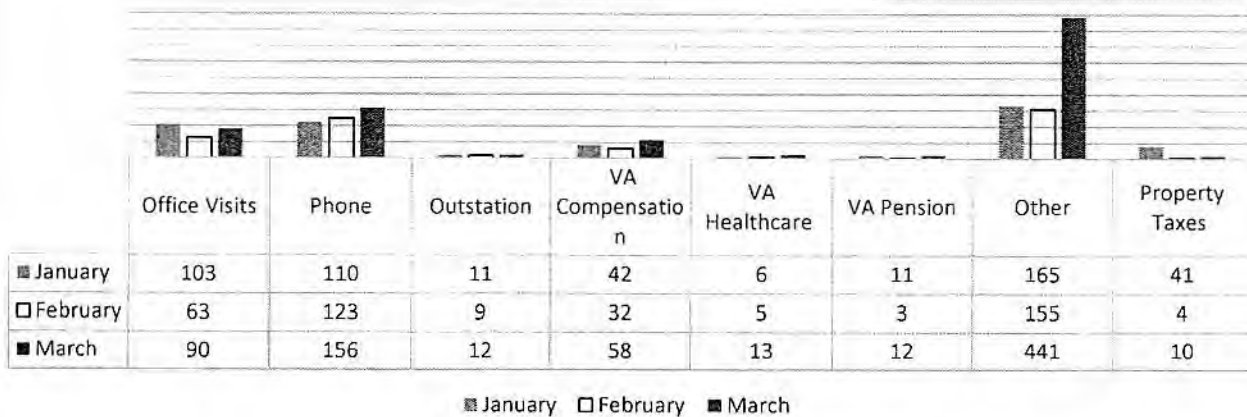 Office Visits Phone Outstation VA Compensatio n VA Healthcare VA Pension Other Property Taxes
January 103 110 11 42 6 11 165 41
February 63 123 9 32 5 3 155 4
March 90 156 12 58 13 12 441 10
January February March